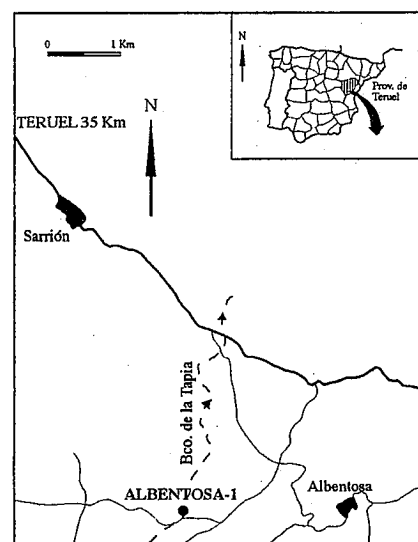 0 1 Km
N
Prov. de
Teruel
N
TERUEL 35 Km
Sarrión
Bco. de la Tapia
Albentosa
ALBENTOSA-1